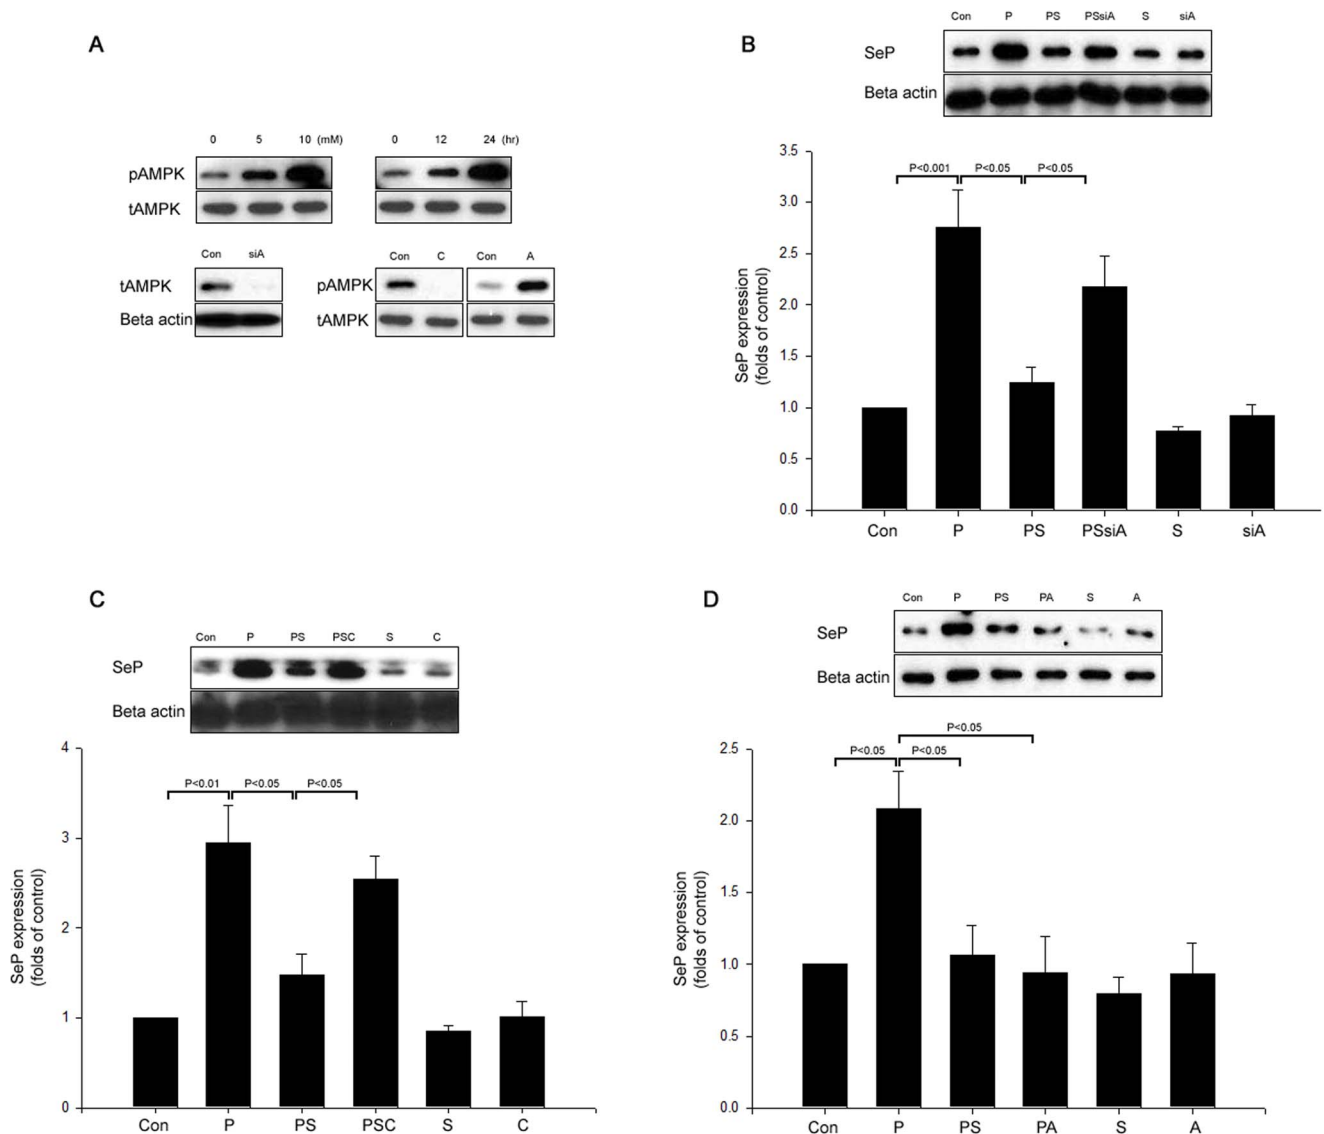 A
0 5 10 (mM)
pAMPK
tAMPK
0 12 24 (hr)
Con siA
tAMPK
Beta actin
Con C Con A
pAMPK
tAMPK
B
Con P PS PSsiA S siA
SeP
Beta actin
3.5
3.0
2.5
2.0
1.5
1.0
0.5
0.0
P<0.001 P<0.05 P<0.05
SeP expression
(folds of control)
Con P PS PSsiA S siA
C
Con P PS PSC S C
SeP
Beta actin
4
3
2
1
0
P<0.01 P<0.05 P<0.05
SeP expression
(folds of control)
Con P PS PSC S C
D
Con P PS PA S A
SeP
Beta actin
2.5
2.0
1.5
1.0
0.5
0.0
P<0.05
P<0.05 P<0.05
SeP expression
(folds of control)
Con P PS PA S A